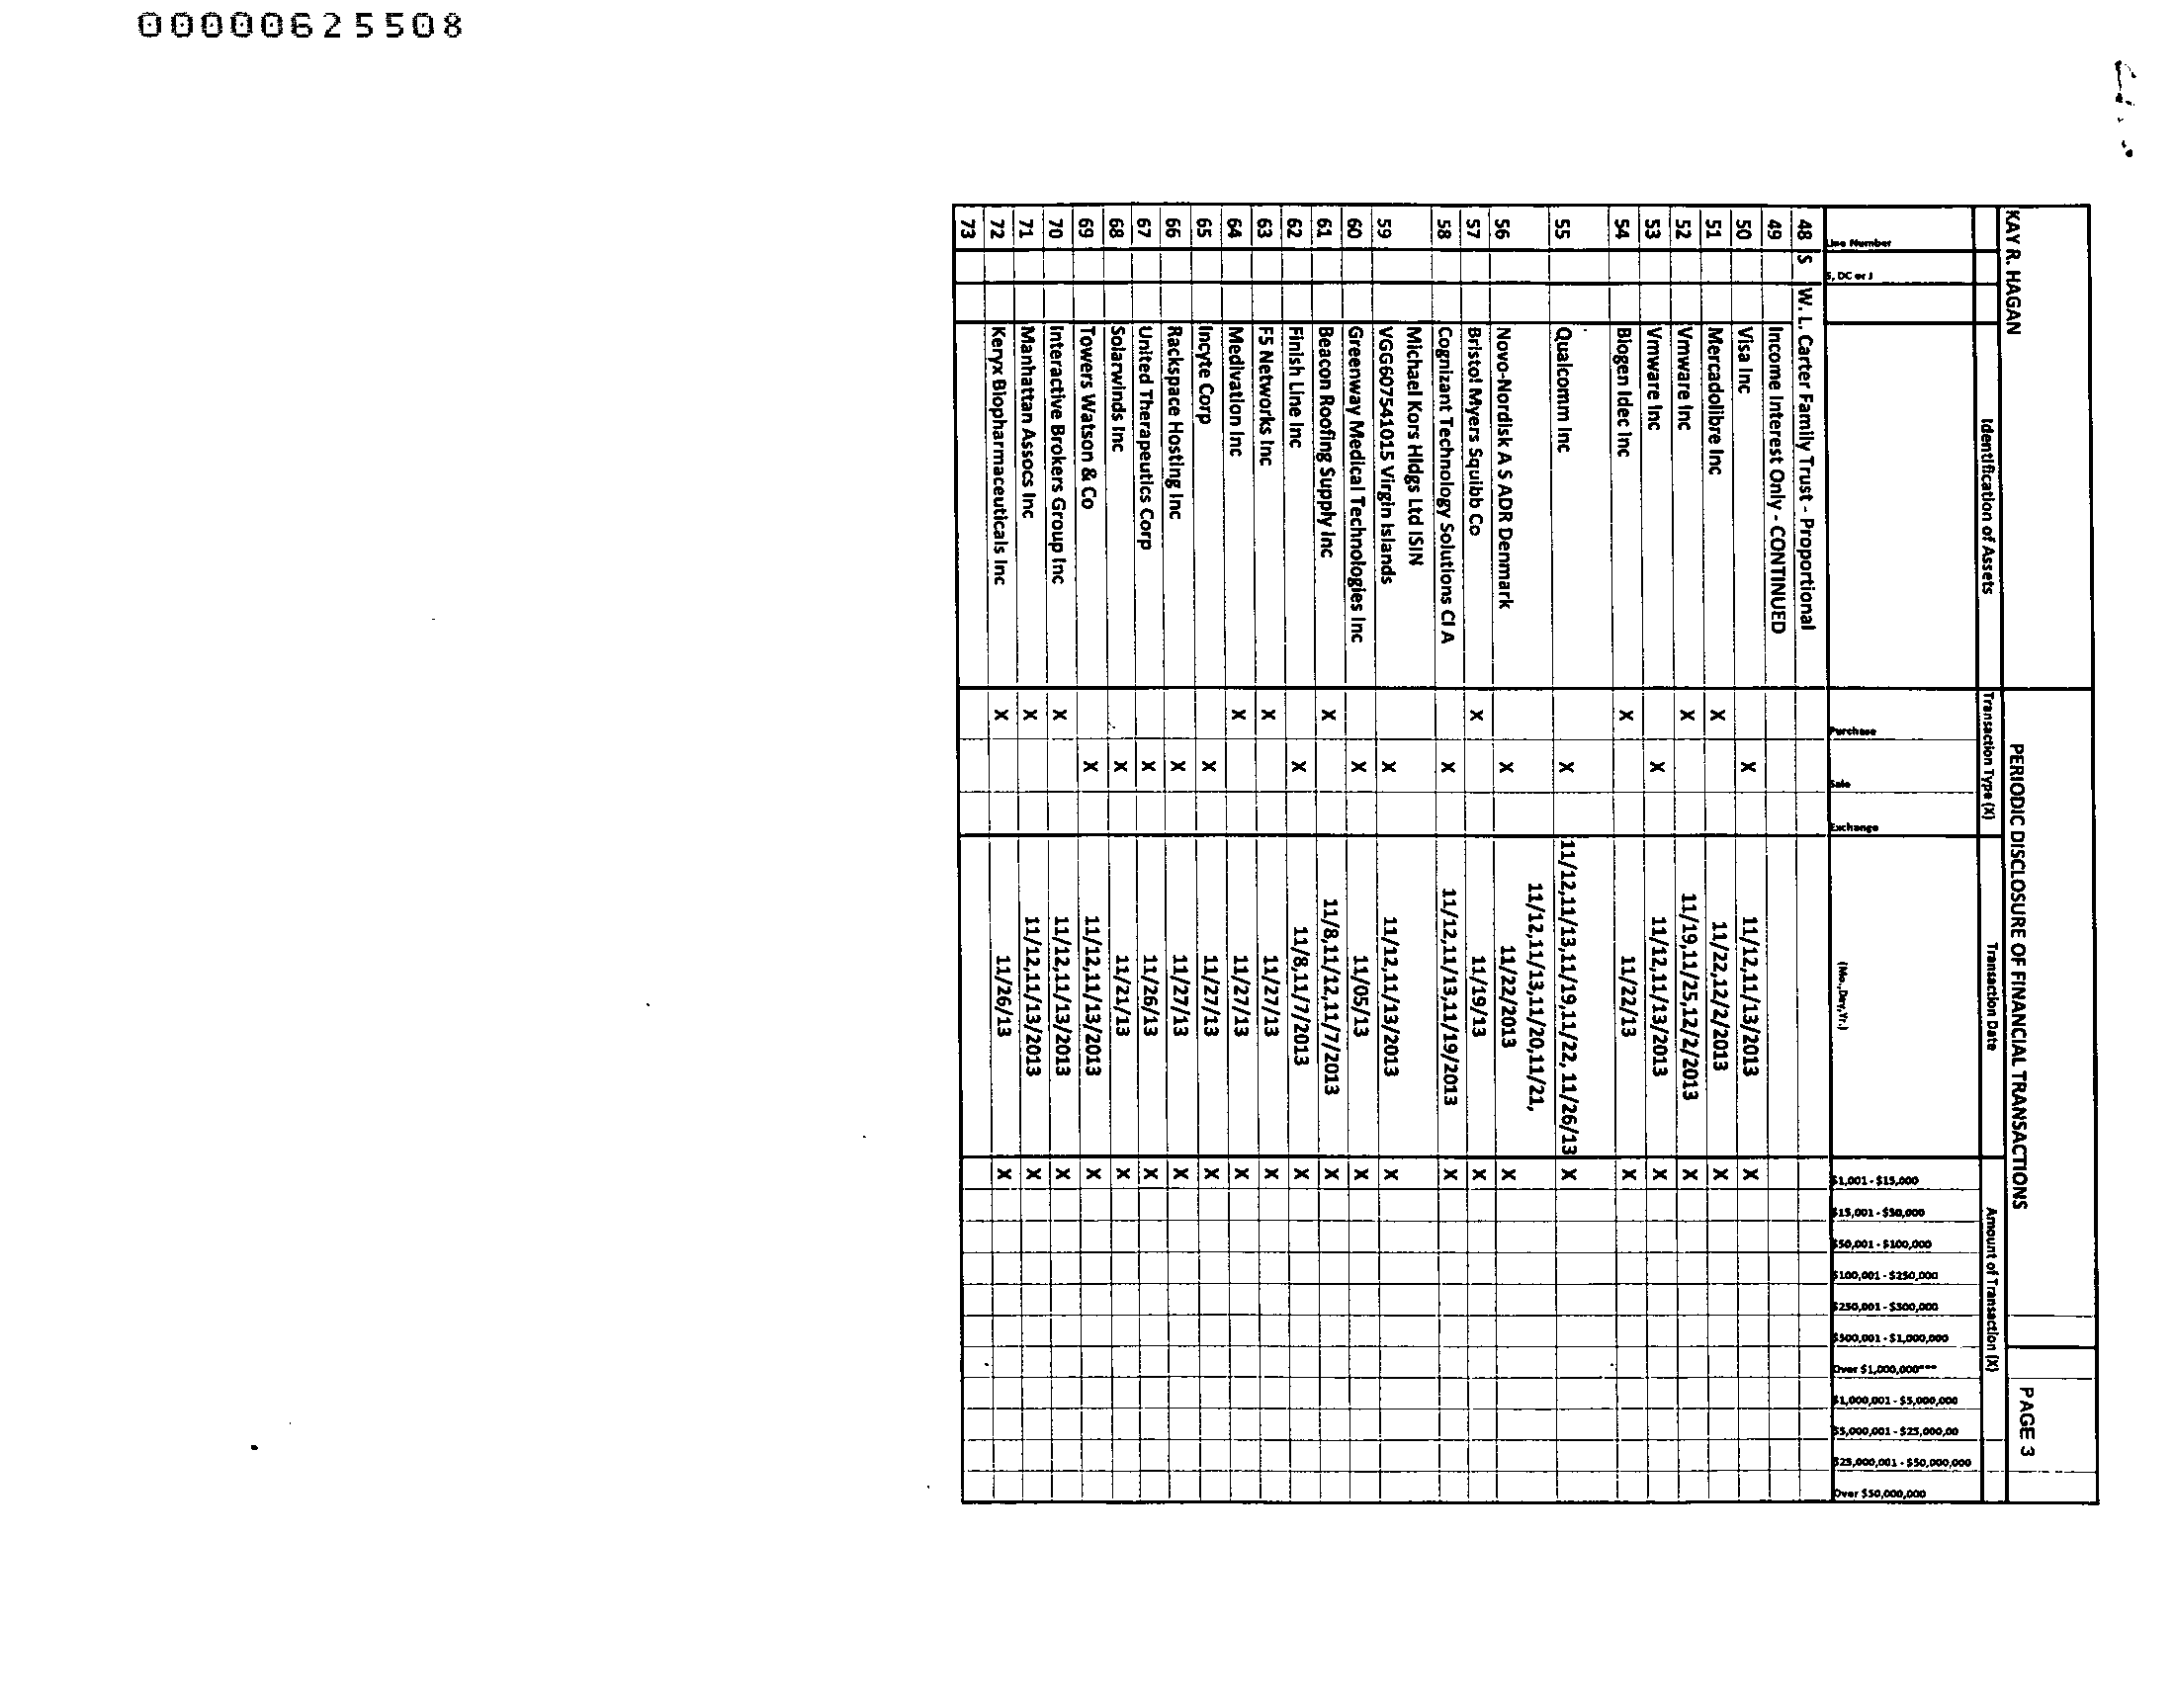 00000625508
KAY R. HAGAN PERIODIC DISCLOSURE OF FINANCIAL TRANSACTIONS PAGE 3
Identification of Assets Transaction Type (X) Transaction Date Amount of Transaction (X)
Line Number S, DC or J Purchase Sale Exchange (Mo.,Day,Yr.) $1,001 - $15,000 $15,001 - $50,000 $50,001 - $100,000 $100,001 - $250,000 $250,001 - $500,000 $500,001 - $1,000,000 Over $1,000,000*** $1,000,001 - $5,000,000 $5,000,001 - $25,000,00 $25,000,001 - $50,000,000 Over $50,000,000
48 S W. L. Carter Family Trust - Proportional
49 Income Interest Only - CONTINUED
50 Visa Inc X 11/12,11/13/2013 X
51 Mercadolibre Inc X 11/22,12/2/2013 X
52 Vmware Inc X 11/19,11/25,12/2/2013 X
53 Vmware Inc X 11/12,11/13/2013 X
54 Biogen Idec Inc X 11/22/13 X
55 Qualcomm Inc X 11/12,11/13,11/19,11/22, 11/26/13 X
11/12,11/13,11/20,11/21,
56 Novo-Nordisk A S ADR Denmark X 11/22/2013 X
57 Bristol Myers Squibb Co X 11/19/13 X
58 Cognizant Technology Solutions Cl A X 11/12,11/13,11/19/2013 X
Michael Kors Hldgs Ltd ISIN
59 VGG607541015 Virgin Islands X 11/12,11/13/2013 X
60 Greenway Medical Technologies Inc X 11/05/13 X
61 Beacon Roofing Supply Inc X 11/8,11/12,11/7/2013 X
62 Finish Line Inc X 11/8,11/7/2013 X
63 F5 Networks Inc X 11/27/13 X
64 Medivation Inc X 11/27/13 X
65 Incyte Corp X 11/27/13 X
66 Rackspace Hosting Inc X 11/27/13 X
67 United Therapeutics Corp X 11/26/13 X
68 Solarwinds Inc X 11/21/13 X
69 Towers Watson & Co X 11/12,11/13/2013 X
70 Interactive Brokers Group Inc X 11/12,11/13/2013 X
71 Manhattan Assocs Inc X 11/12,11/13/2013 X
72 Keryx Biopharmaceuticals Inc X 11/26/13 X
73